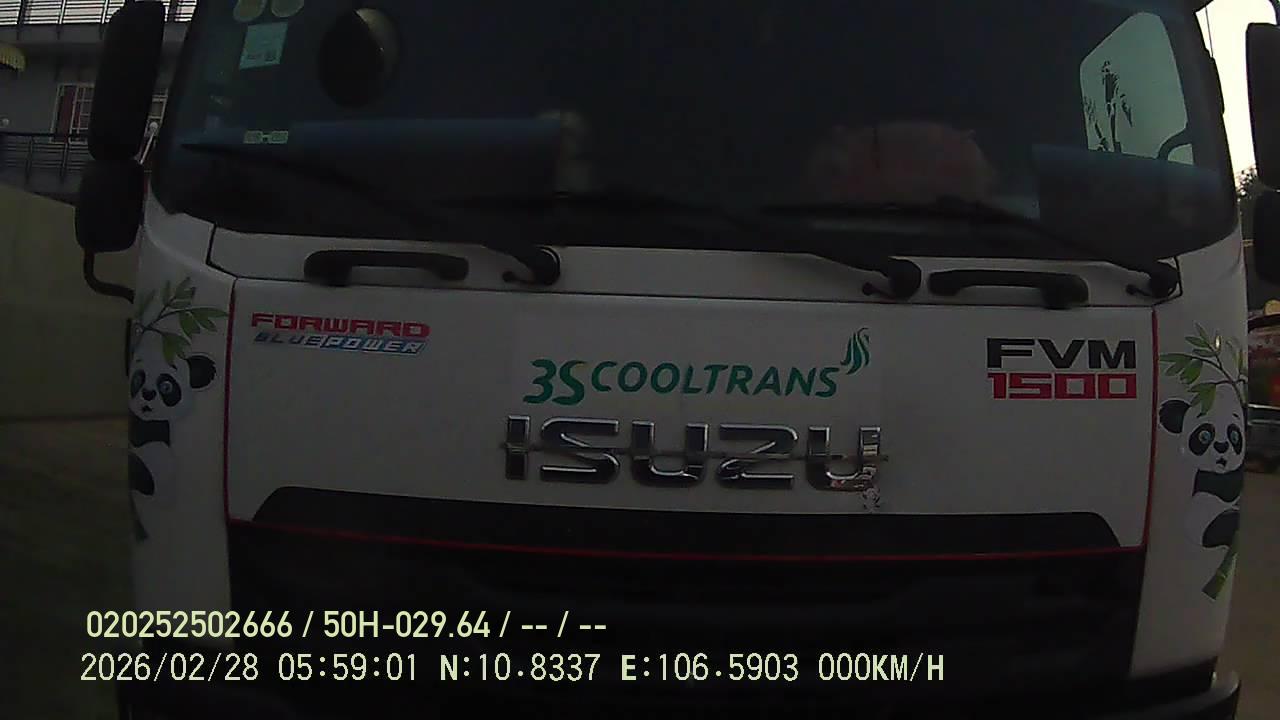 FORWARD
BLUEPOWER
3S COOLTRANS
FVM
1500
ISUZU
020252502666 / 50H-029.64 / -- / --
2026/02/28 05:59:01 N:10.8337 E:106.5903 000KM/H